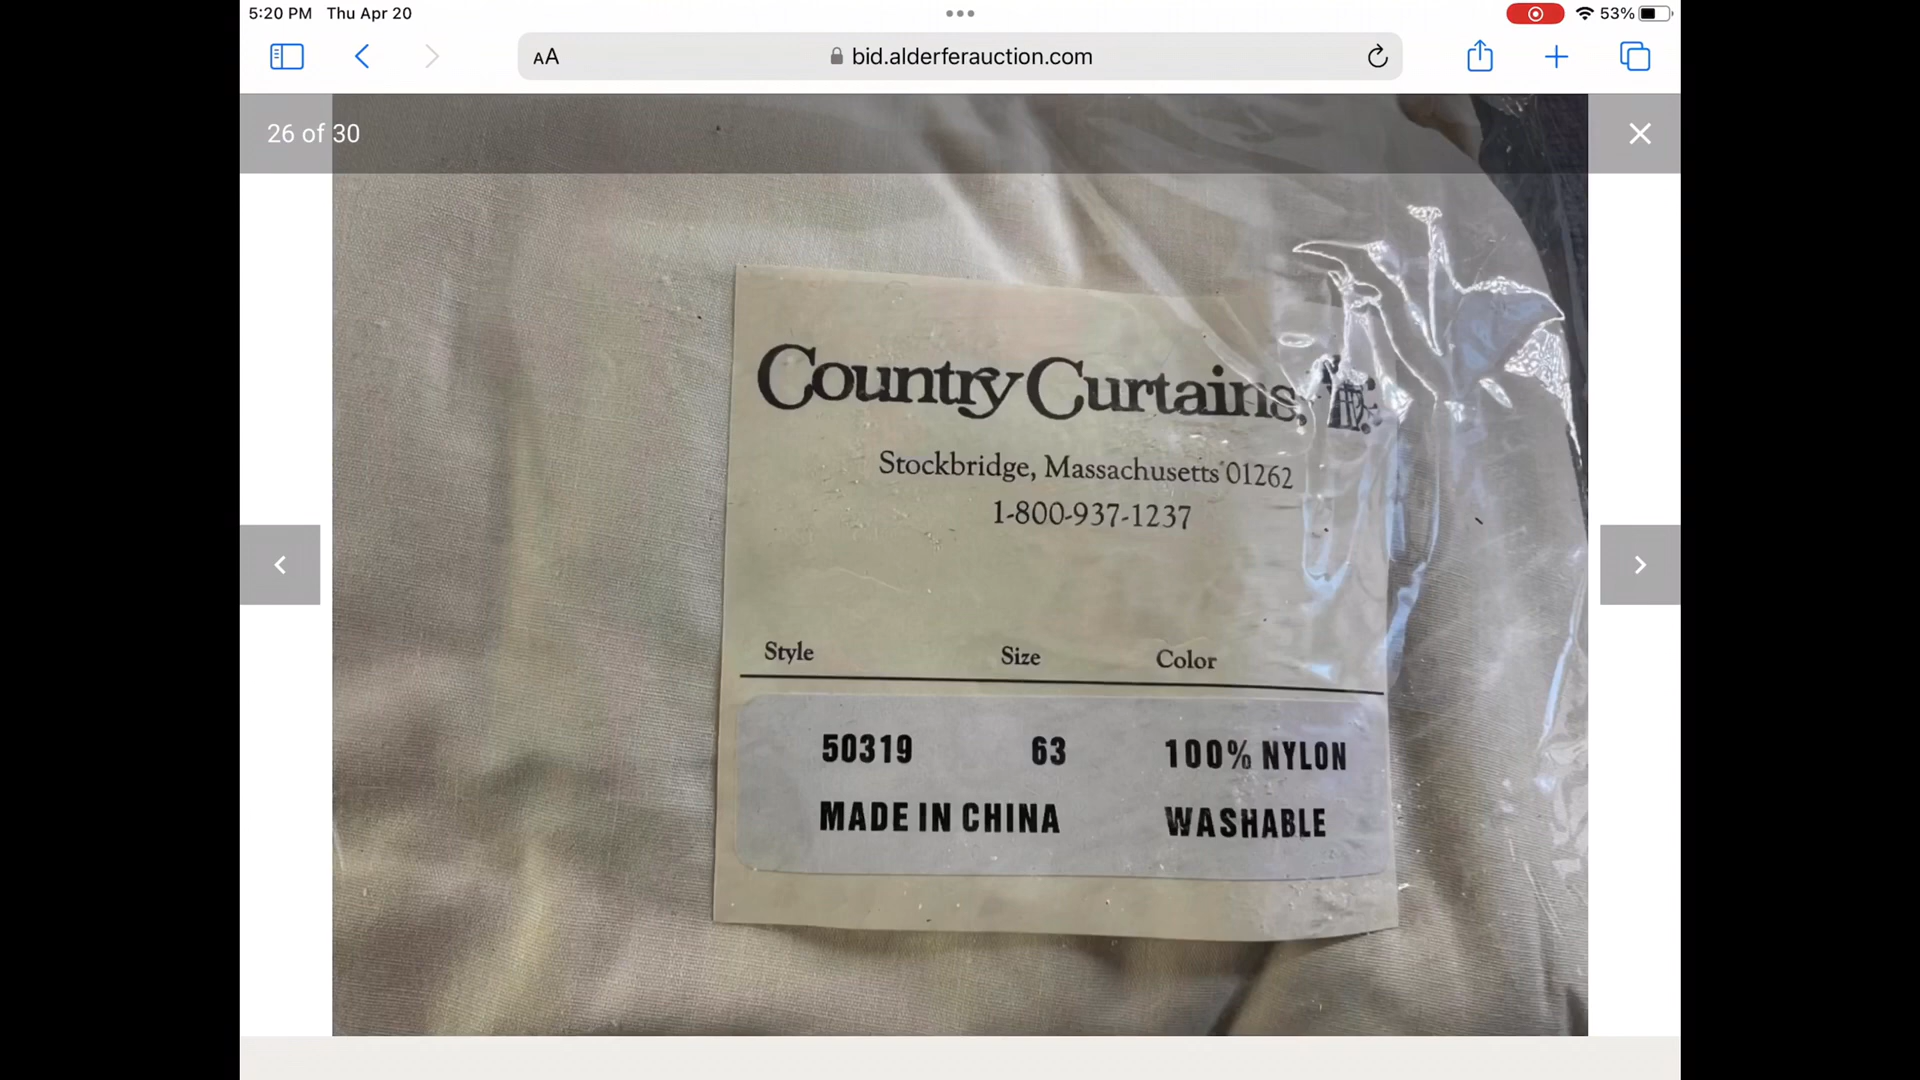 5:20 PM Thu Apr 20
53%
AA
bid.alderferauction.com
26 of 30
Country Curtains,
Stockbridge, Massachusetts 01262
1-800-937-1237
Style Size Color
50319 63 100% NYLON
MADE IN CHINA WASHABLE